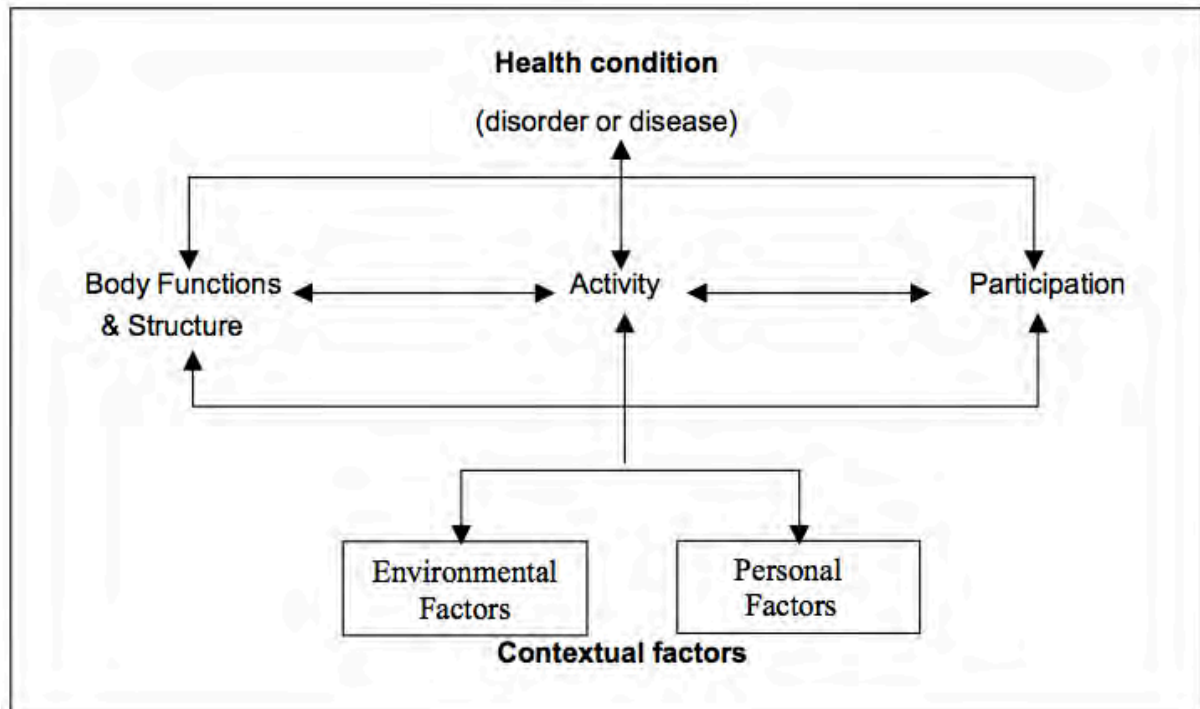 Health condition
(disorder or disease)
Body Functions
& Structure
Activity
Participation
Environmental
Factors
Personal
Factors
Contextual factors